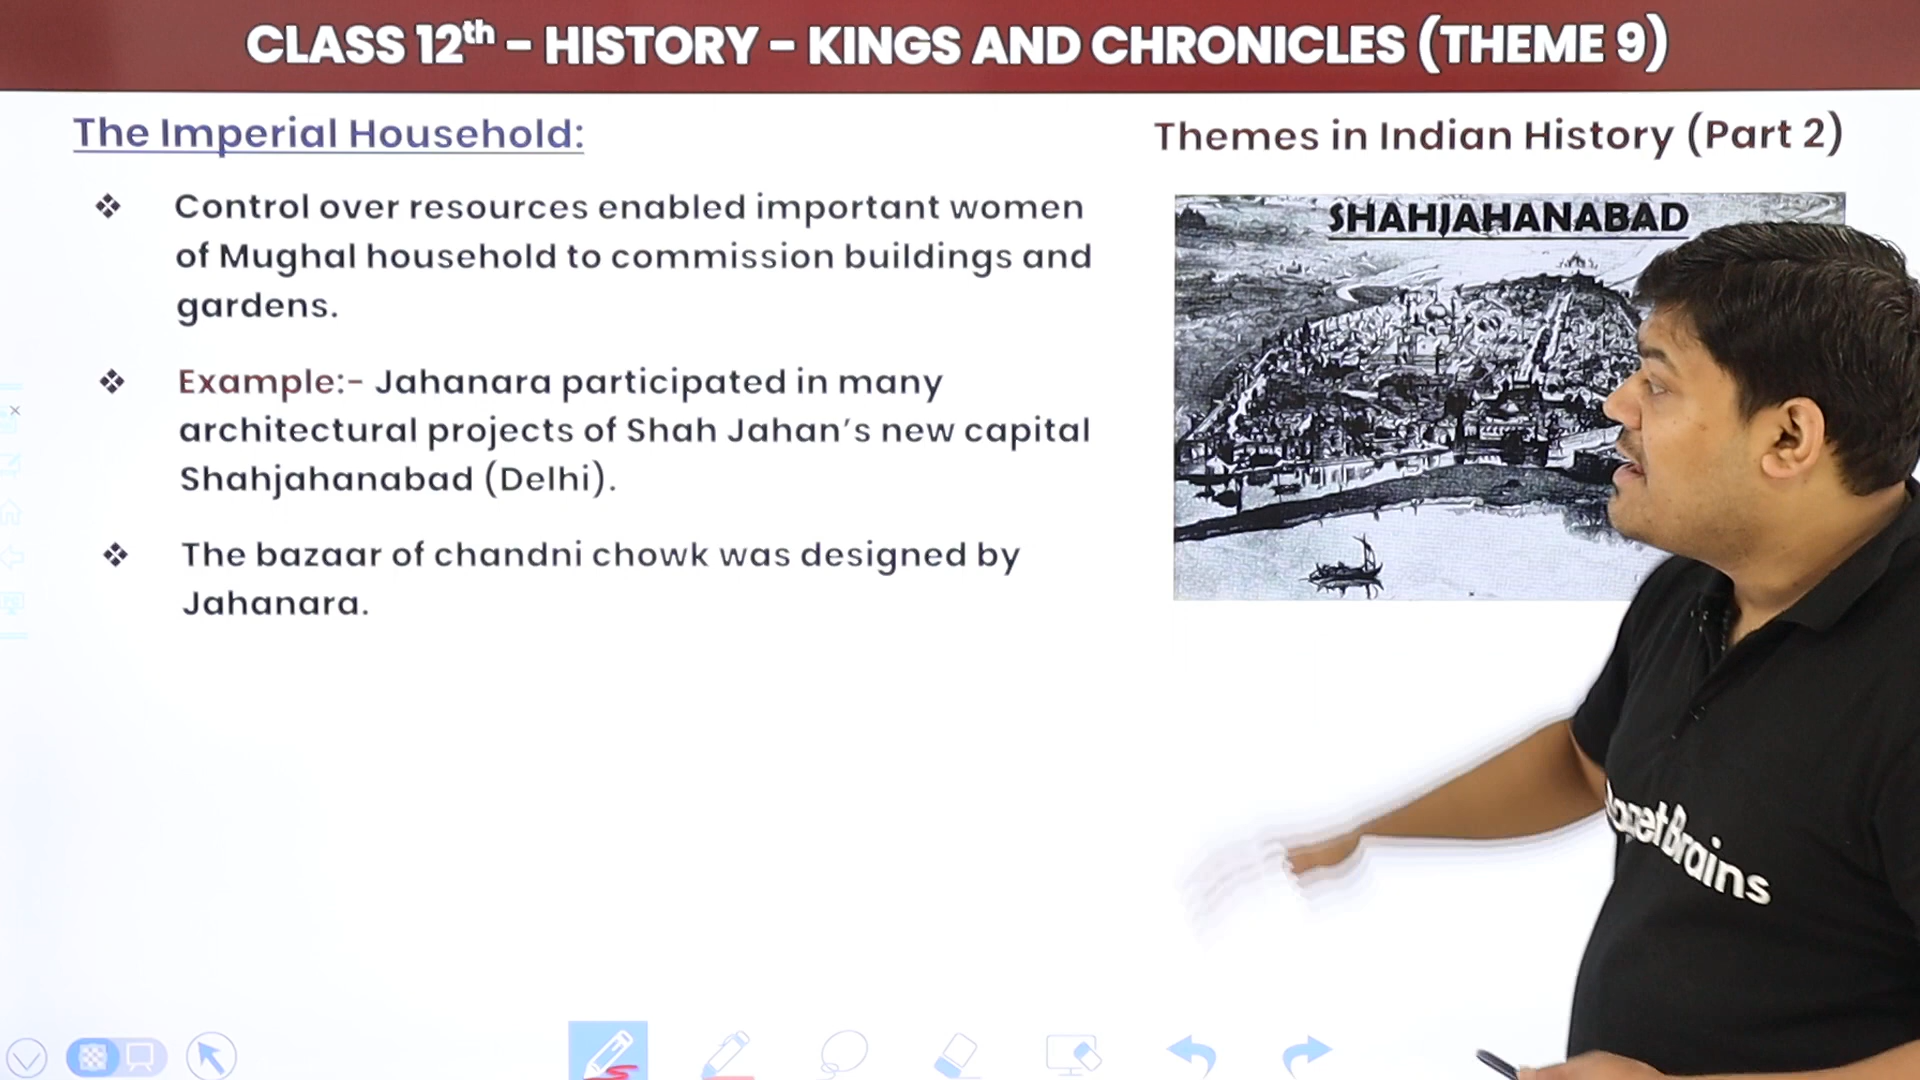 CLASS 12th - HISTORY - KINGS AND CHRONICLES (THEME 9)
The Imperial Household:
Themes in Indian History (Part 2)
❖ Control over resources enabled important women
of Mughal household to commission buildings and
gardens.
❖ Example:- Jahanara participated in many
architectural projects of Shah Jahan’s new capital
Shahjahanabad (Delhi).
❖ The bazaar of chandni chowk was designed by
Jahanara.
SHAHJAHANABAD
Brains